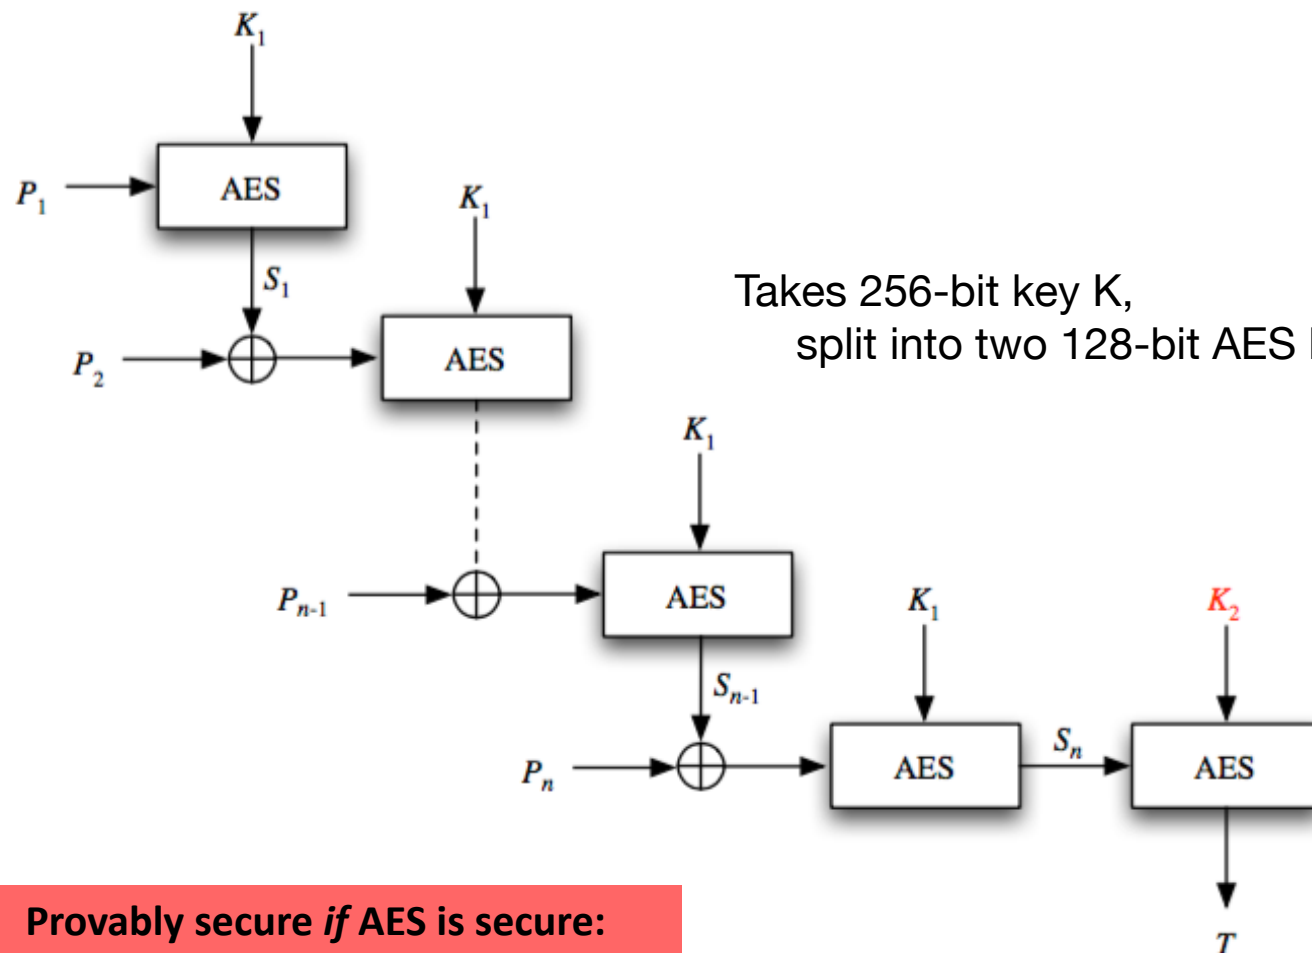 K₁
P₁
AES
S₁
K₁
P₂
AES
Takes 256-bit key K,
split into two 128-bit AES
K₁
Pₙ₋₁
AES
Sₙ₋₁
K₁
K₂
Pₙ
AES
Sₙ
AES
T
Provably secure if AES is secure: